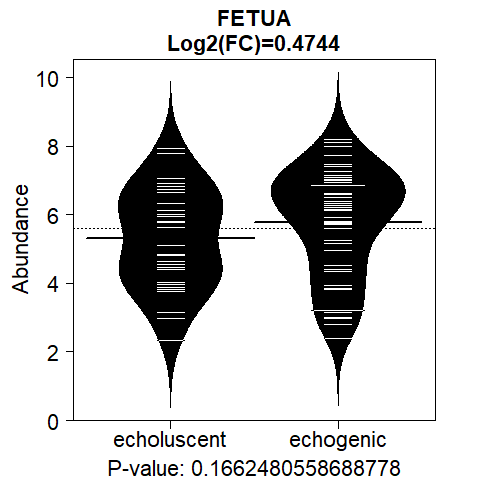 FETUA
Log2(FC)=0.4744
10
8
6
4
2
0
Abundance
echoluscent echogenic
P-value: 0.1662480558688778